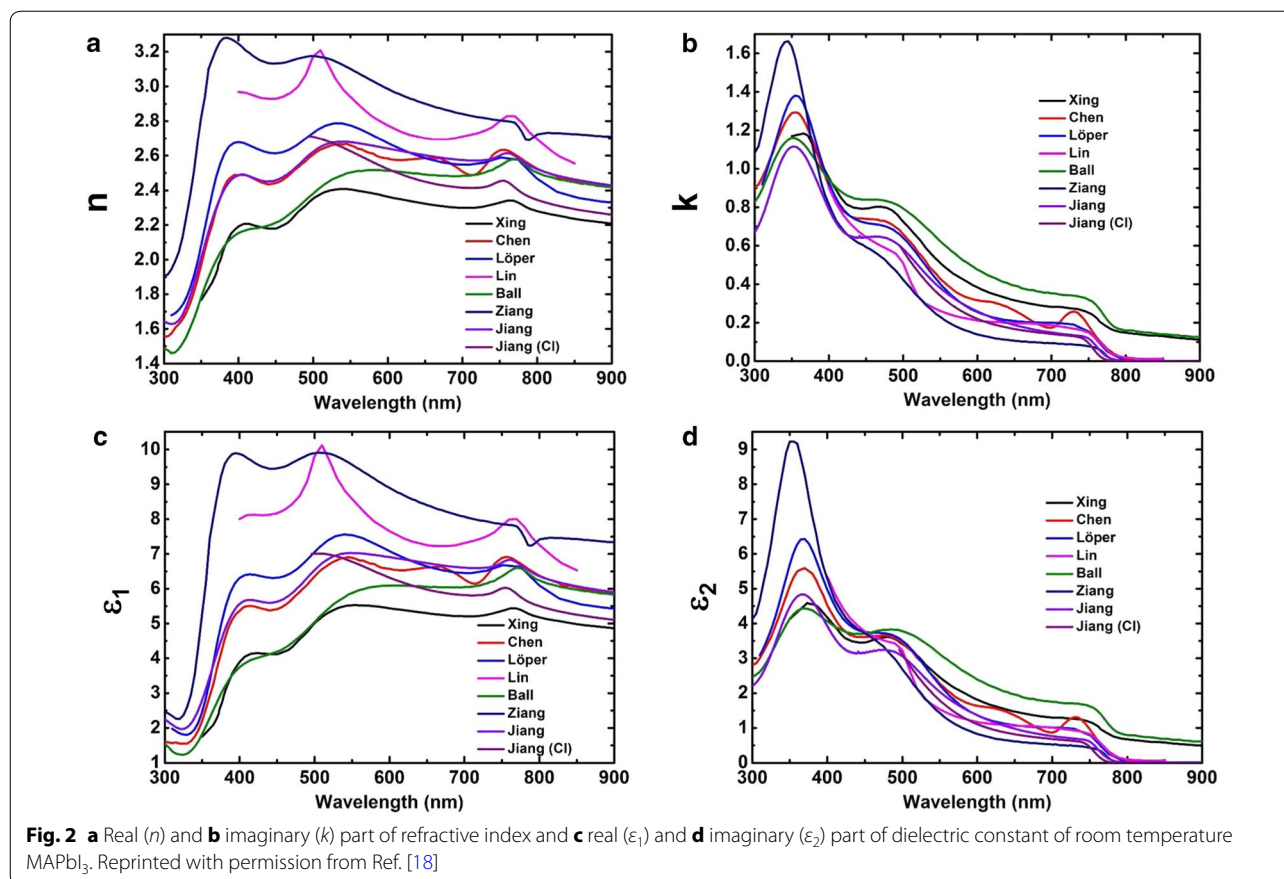 a
n
3.2
3.0
2.8
2.6
2.4
2.2
2.0
1.8
1.6
1.4
300 400 500 600 700 800 900
Wavelength (nm)
Xing
Chen
Löper
Lin
Ball
Ziang
Jiang
Jiang (Cl)
b
k
1.6
1.4
1.2
1.0
0.8
0.6
0.4
0.2
0.0
300 400 500 600 700 800 900
Wavelength (nm)
Xing
Chen
Löper
Lin
Ball
Ziang
Jiang
Jiang (Cl)
c
ε₁
10
9
8
7
6
5
4
3
2
1
300 400 500 600 700 800 900
Wavelength (nm)
Xing
Chen
Löper
Lin
Ball
Ziang
Jiang
Jiang (Cl)
d
ε₂
9
8
7
6
5
4
3
2
1
0
300 400 500 600 700 800 900
Wavelength (nm)
Xing
Chen
Löper
Lin
Ball
Ziang
Jiang
Jiang (Cl)
Fig. 2 a Real (n) and b imaginary (k) part of refractive index and c real (ε₁) and d imaginary (ε₂) part of dielectric constant of room temperature
MAPbI₃. Reprinted with permission from Ref. [18]